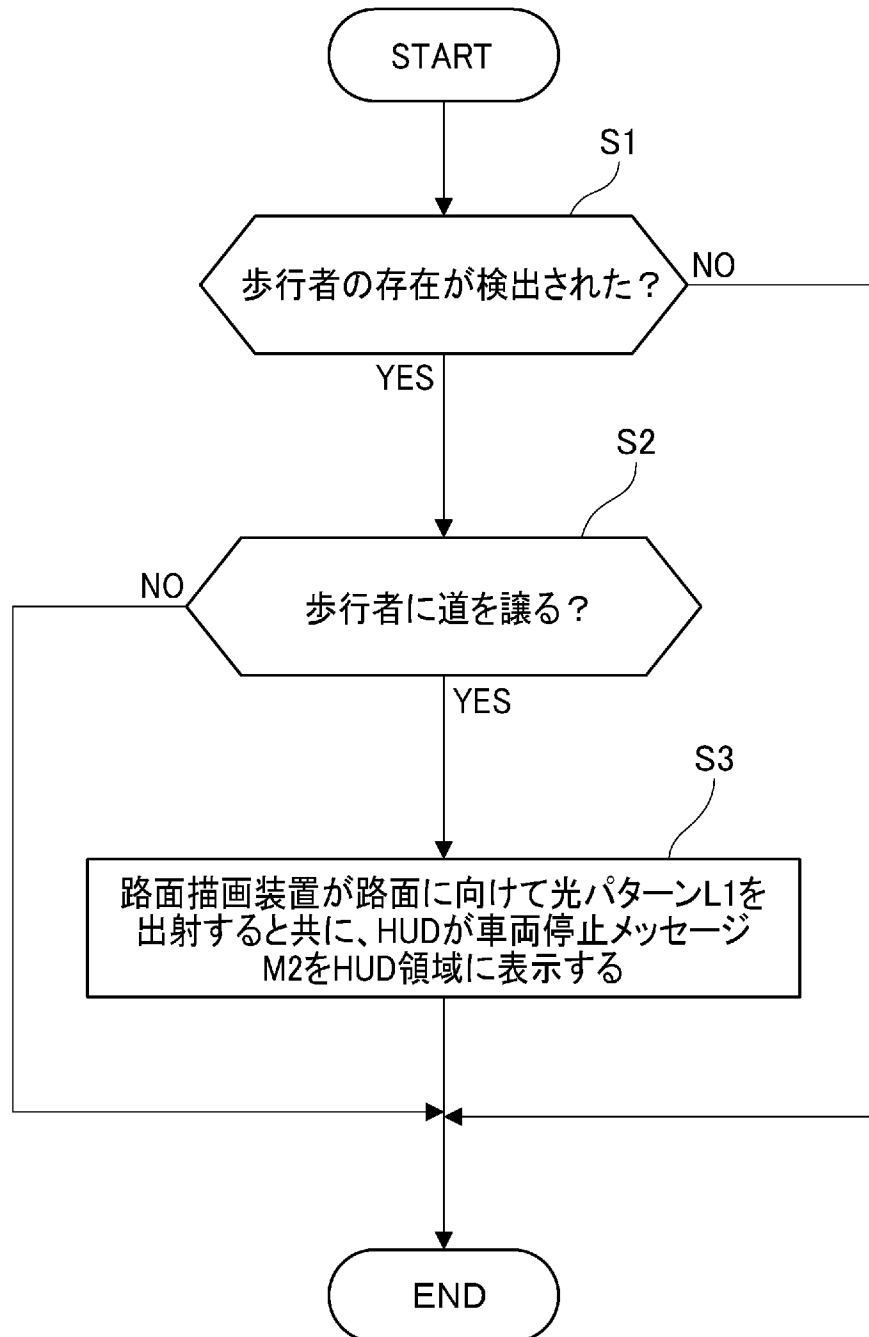 START
S1
歩行者の存在が検出された？
NO
YES
S2
NO
歩行者に道を譲る？
YES
S3
路面描画装置が路面に向けて光パターンL1を
出射すると共に、HUDが車両停止メッセージ
M2をHUD領域に表示する
END